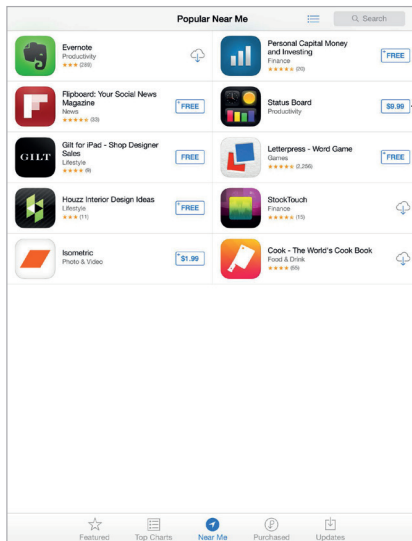 Popular Near Me
Search
Evernote
Productivity
(289)
Flipboard: Your Social News
Magazine
News
(33)
FREE
GILT
Gilt for iPad - Shop Designer
Sales
Lifestyle
(9)
FREE
Houzz Interior Design Ideas
Lifestyle
(11)
FREE
Isometric
Photo & Video
$1.99
Personal Capital Money
and Investing
Finance
(20)
FREE
Status Board
Productivity
$9.99
Letterpress - Word Game
Games
(2,256)
FREE
StockTouch
Finance
(15)
Cook - The World's Cook Book
Food & Drink
(66)
Featured
Top Charts
Near Me
Purchased
Updates